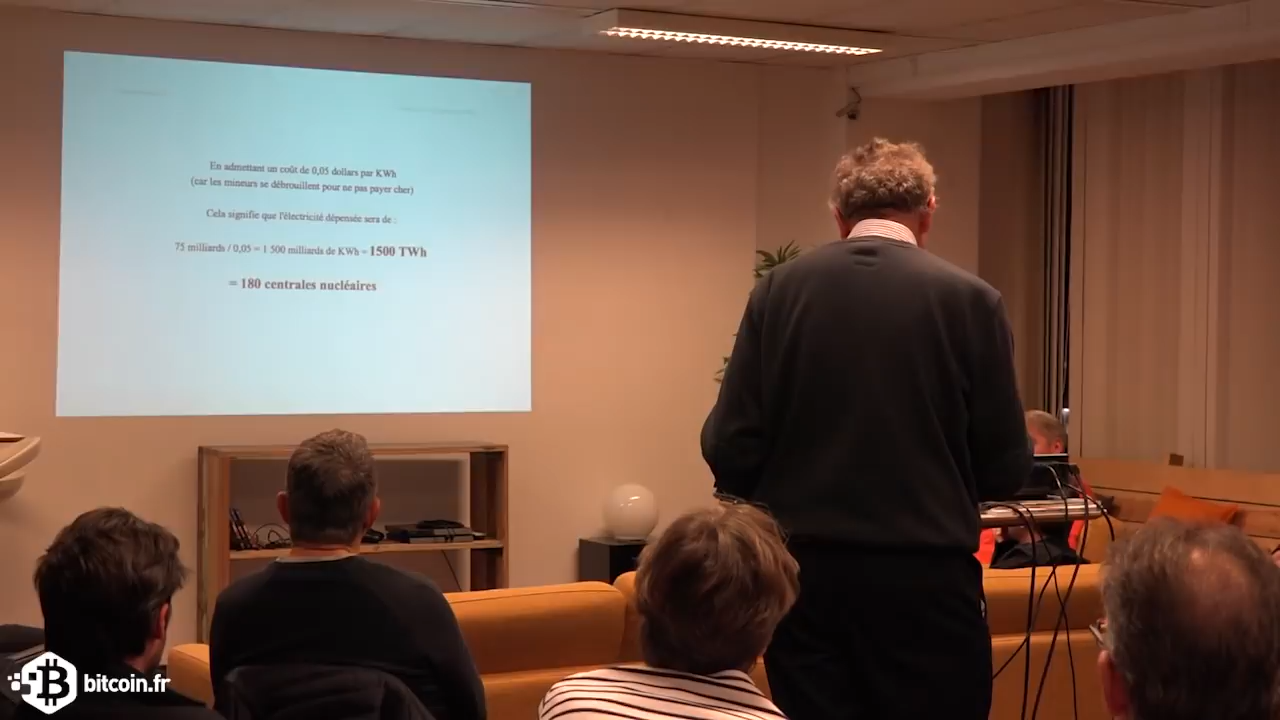 En admettant un coût de 0,05 dollars par KWh
(car les mineurs se débrouillent pour ne pas payer cher)
Cela signifie que l'électricité dépensée sera de :
75 milliards / 0,05 = 1 500 milliards de KWh = 1500 TWh
= 180 centrales nucléaires
bitcoin.fr